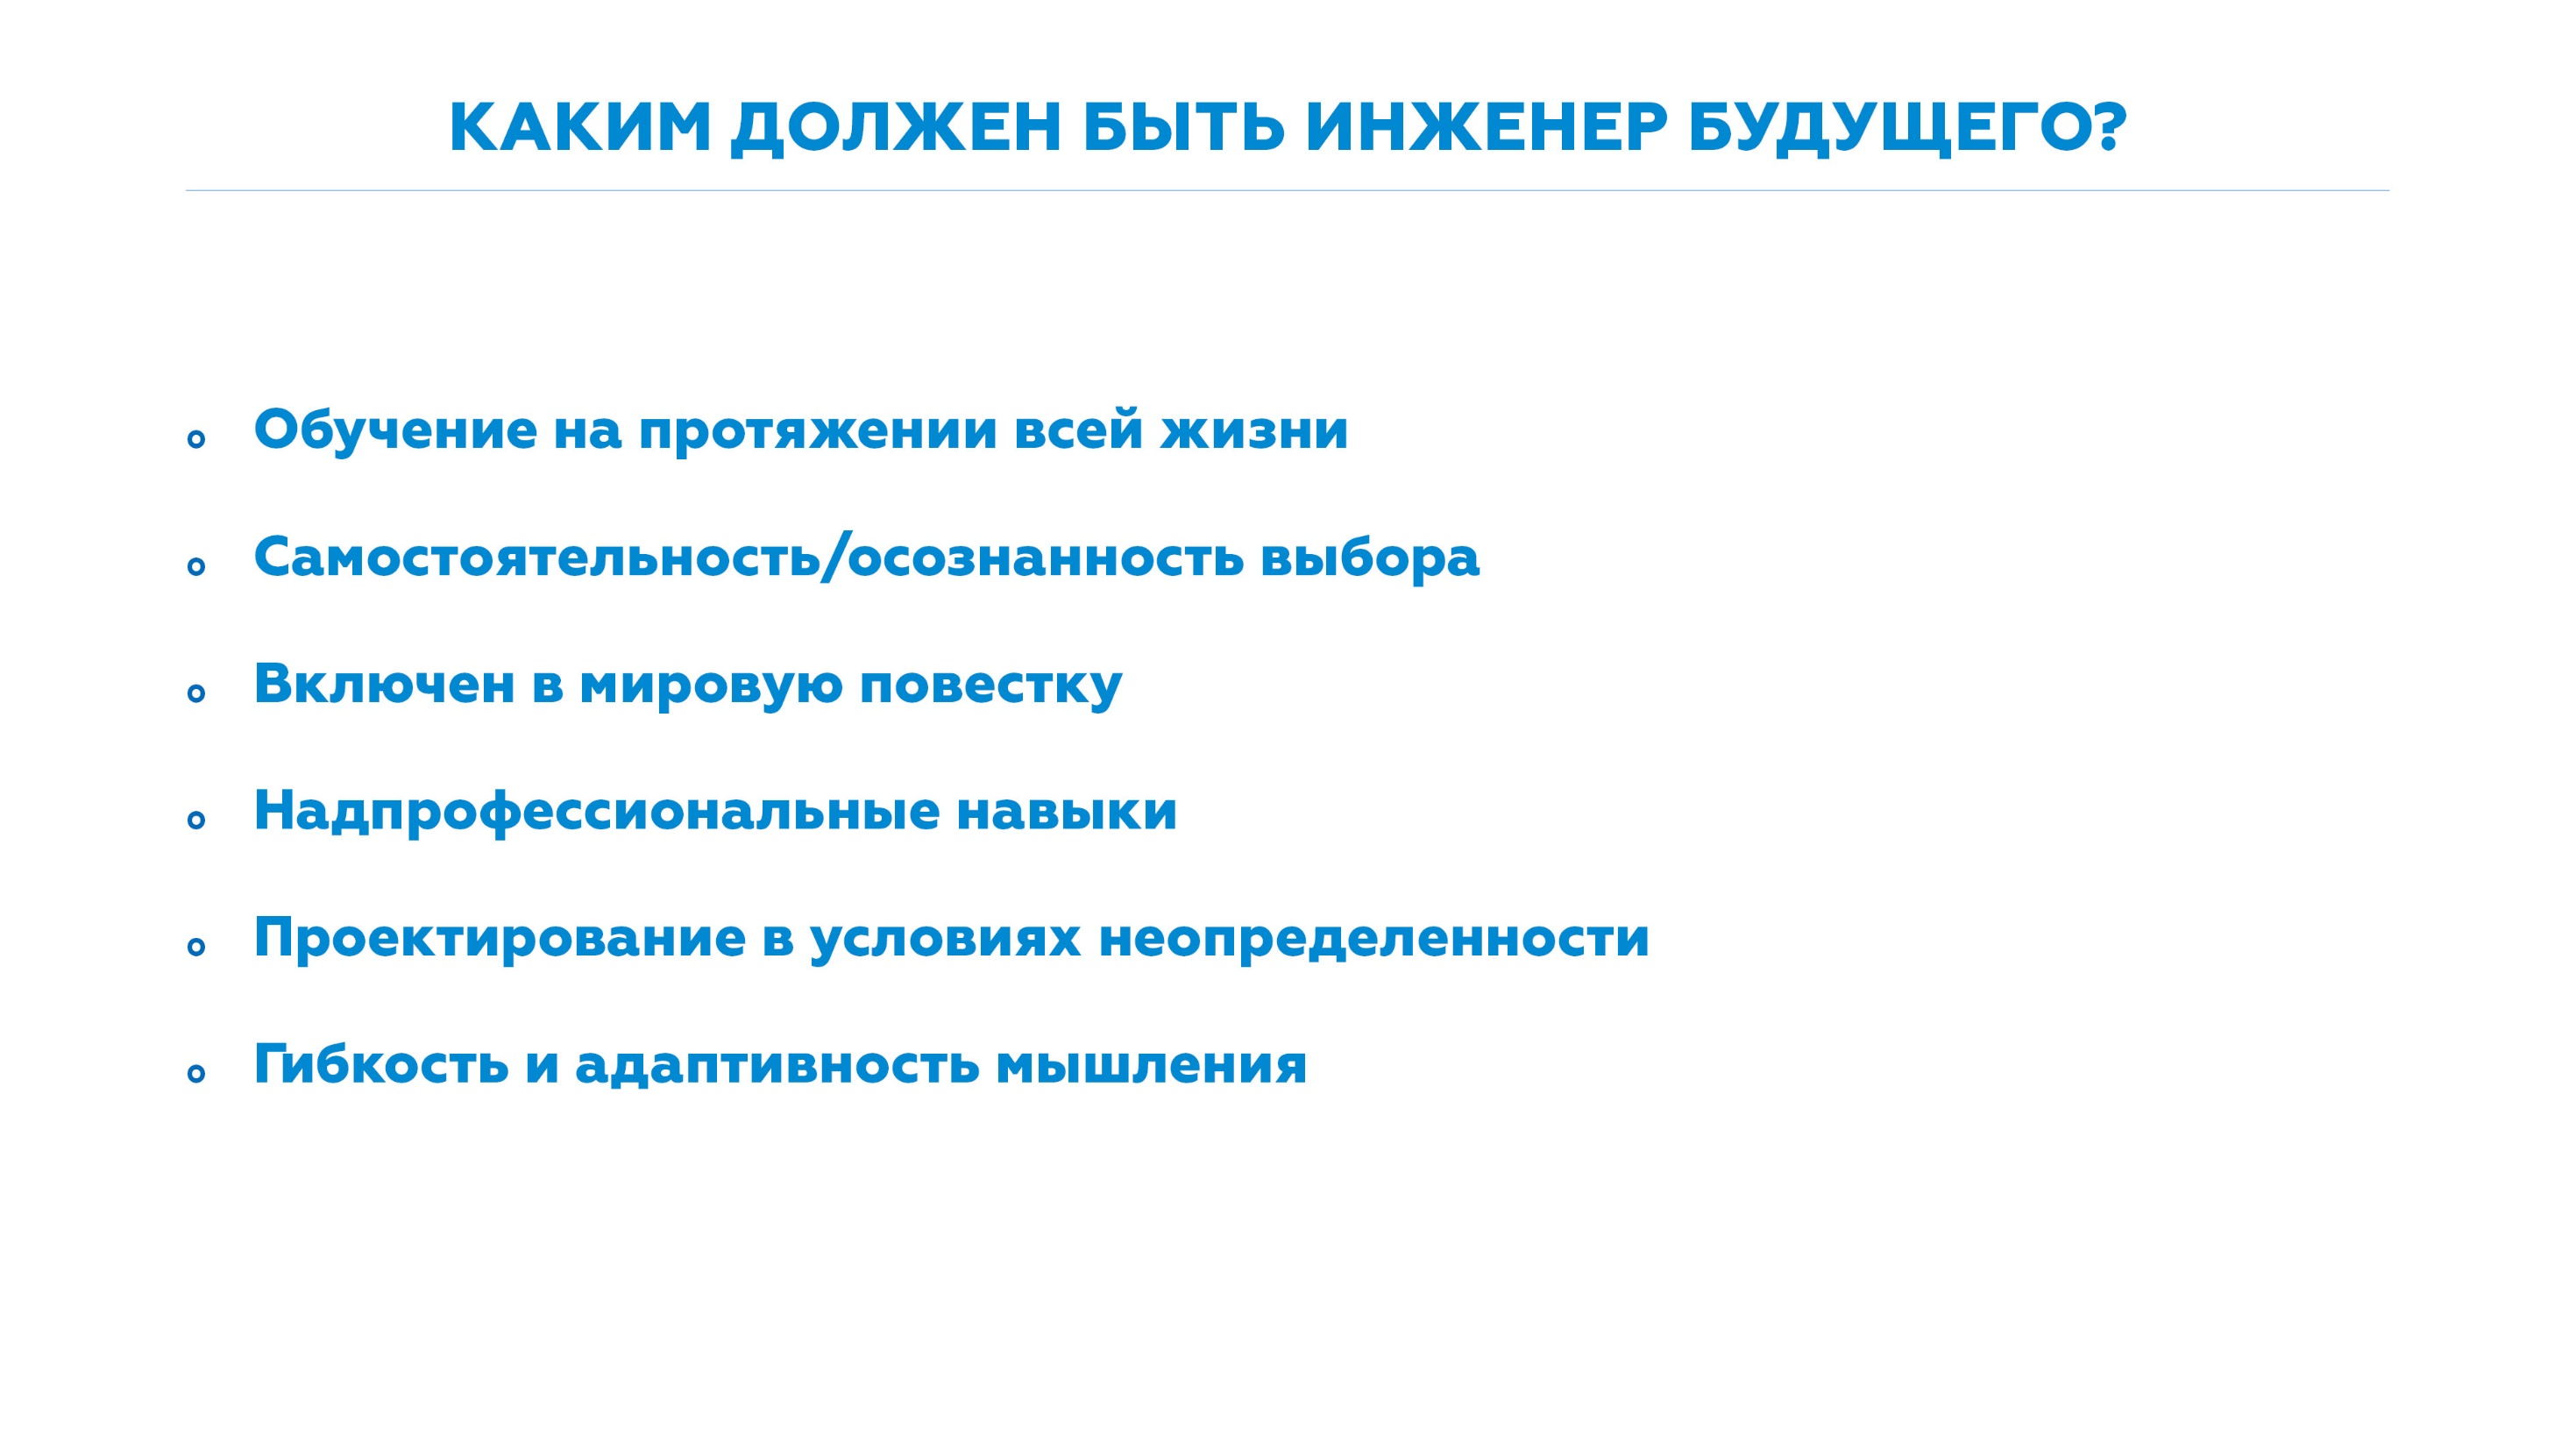 КАКИМ ДОЛЖЕН БЫТЬ ИНЖЕНЕР БУДУЩЕГО?
Обучение на протяжении всей жизни
Самостоятельность/осознанность выбора
Включен в мировую повестку
Надпрофессиональные навыки
Проектирование в условиях неопределенности
Гибкость и адаптивность мышления